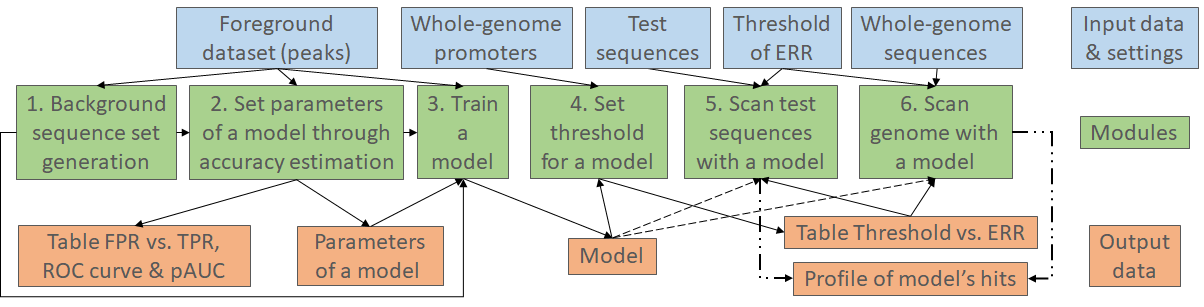 Foreground
dataset (peaks)
Whole-genome
promoters
Test
sequences
Threshold
of ERR
Whole-genome
sequences
Input data
& settings
1. Background
sequence set
generation
2. Set parameters
of a model through
accuracy estimation
3. Train
a
model
4. Set
threshold
for a model
5. Scan test
sequences
with a model
6. Scan
genome with
a model
Modules
Table FPR vs. TPR,
ROC curve & pAUC
Parameters
of a model
Model
Table Threshold vs. ERR
Profile of model's hits
Output
data